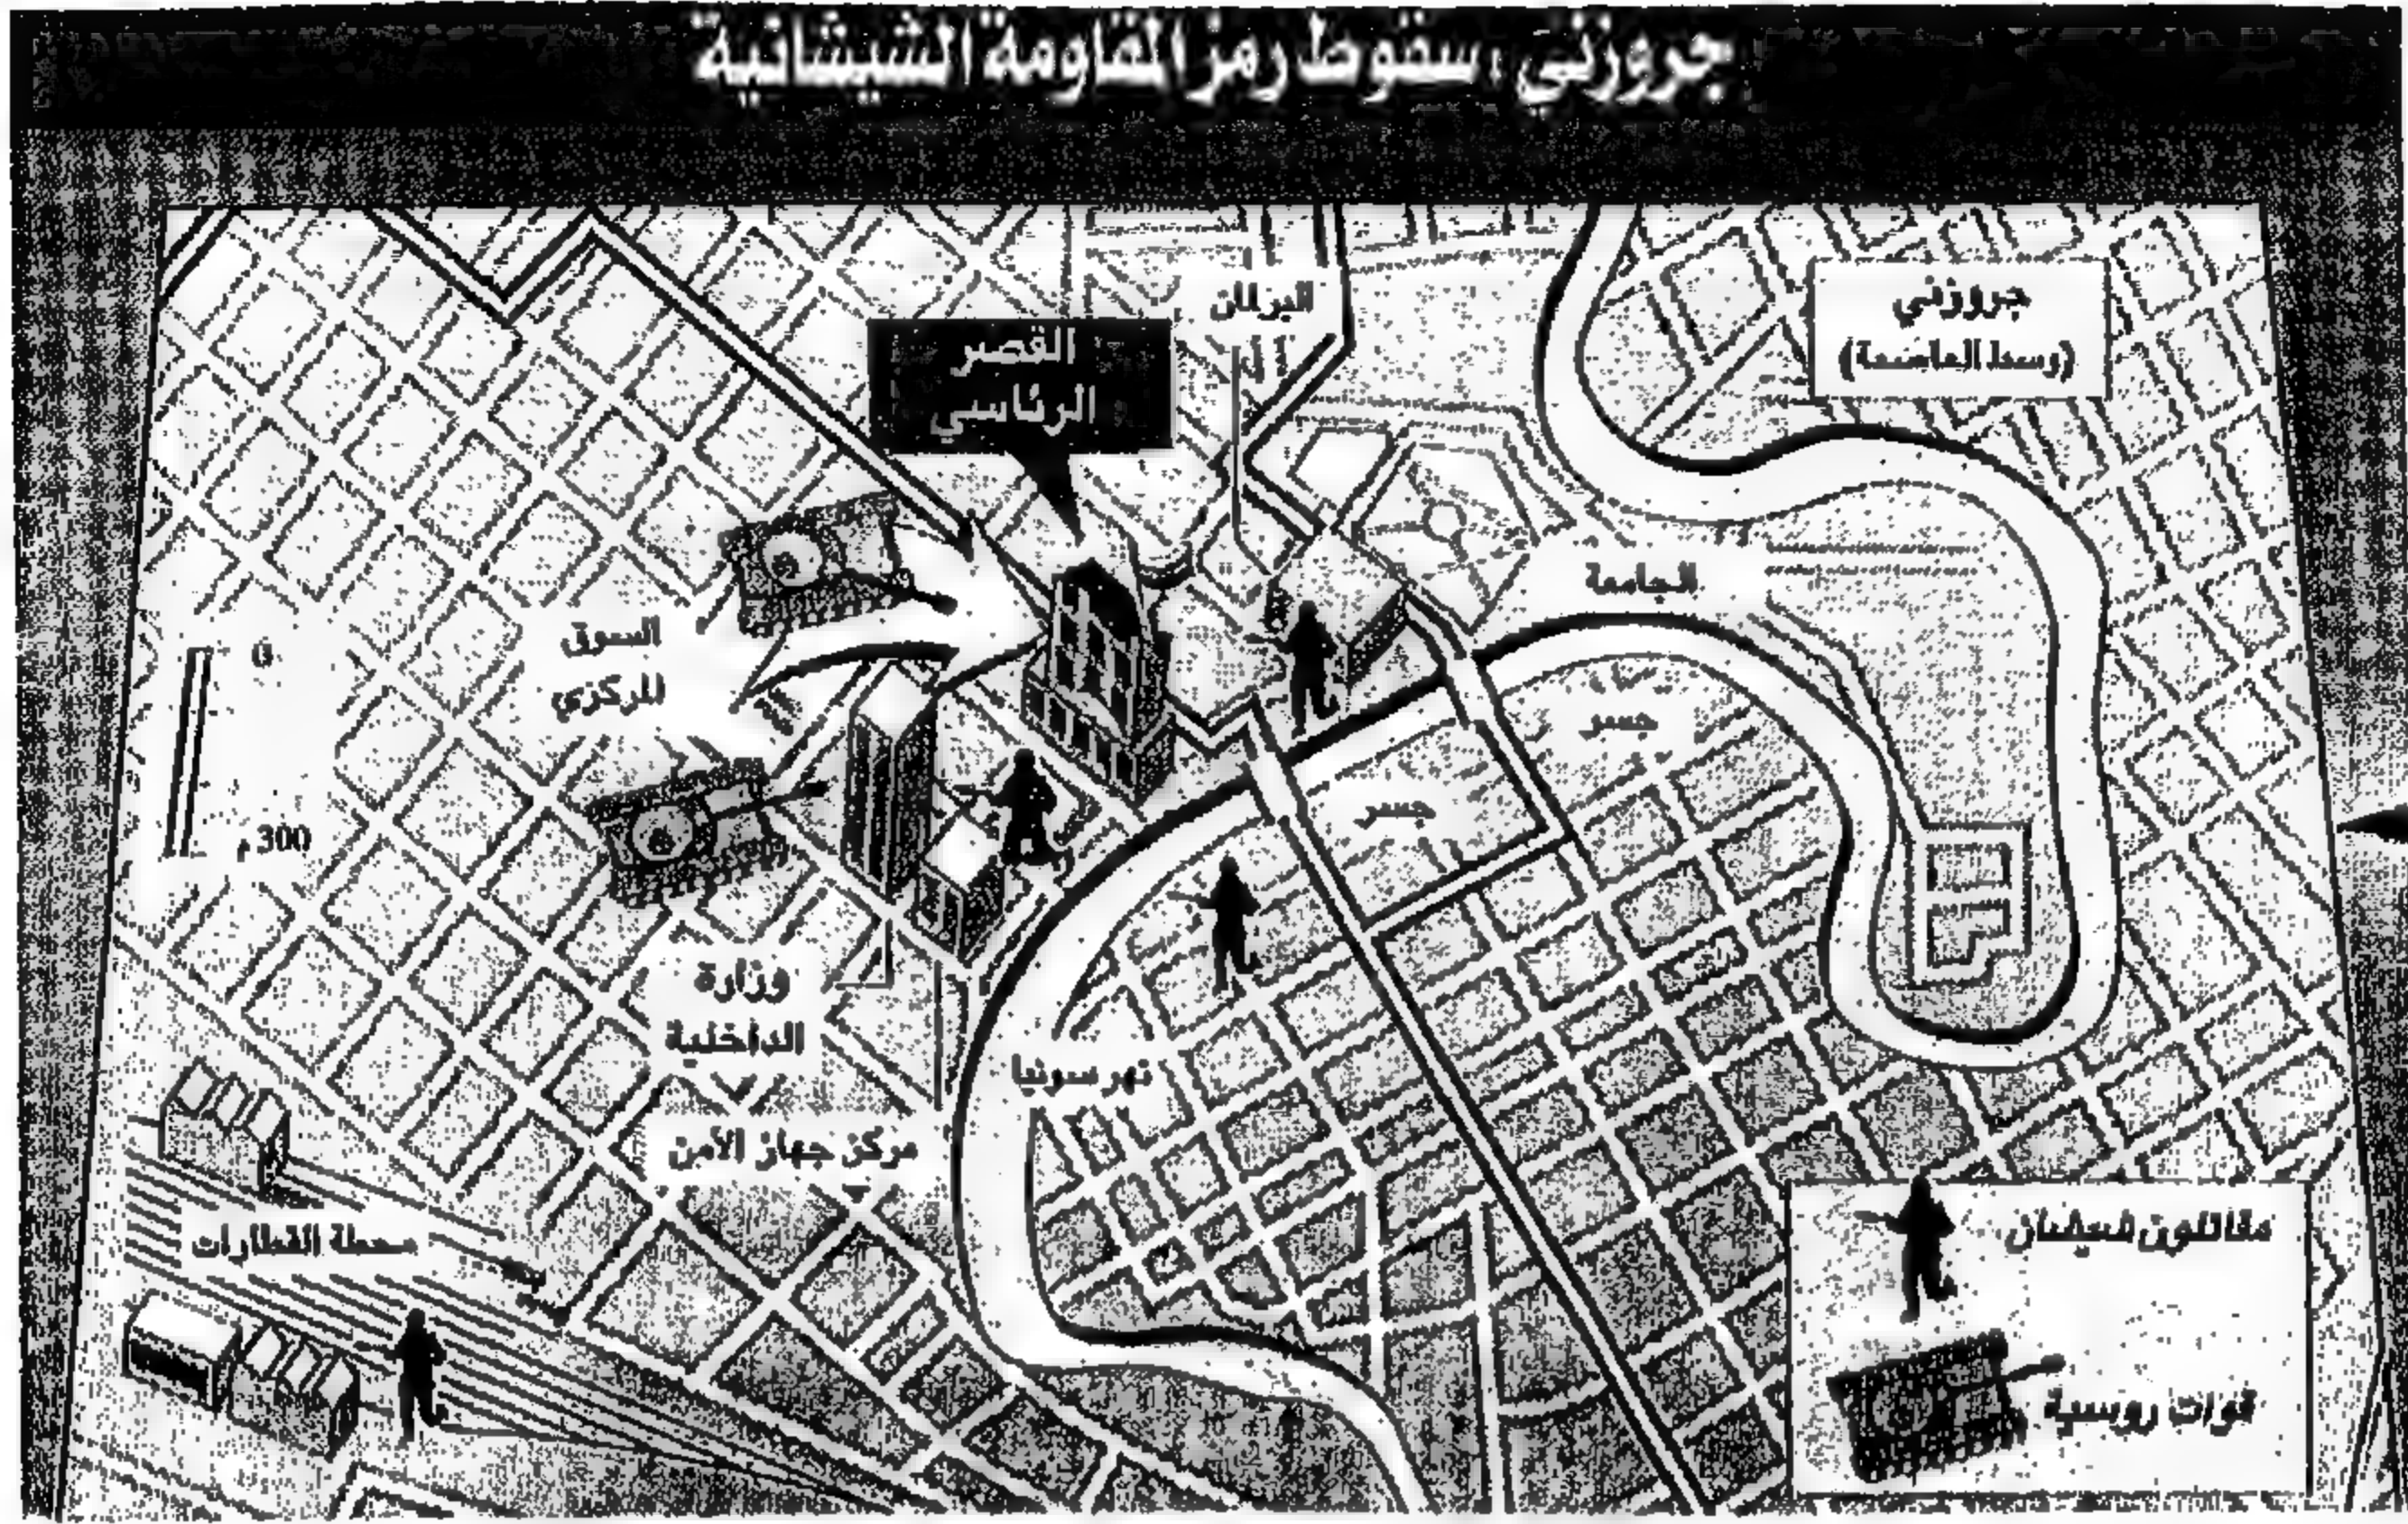 جروزني، سقوط رمز المقاومة الشيشانية
جروزني
(وسط العاصمة)
البرلمان
القصر
الرئاسي
الجامعة
السوق
المركزي
0
300 م
جسر
جسر
وزارة
الداخلية
نهر سونيا
مركز جهاز الأمن
محطة القطارات
مقاتلون شيشان
قوات روسية